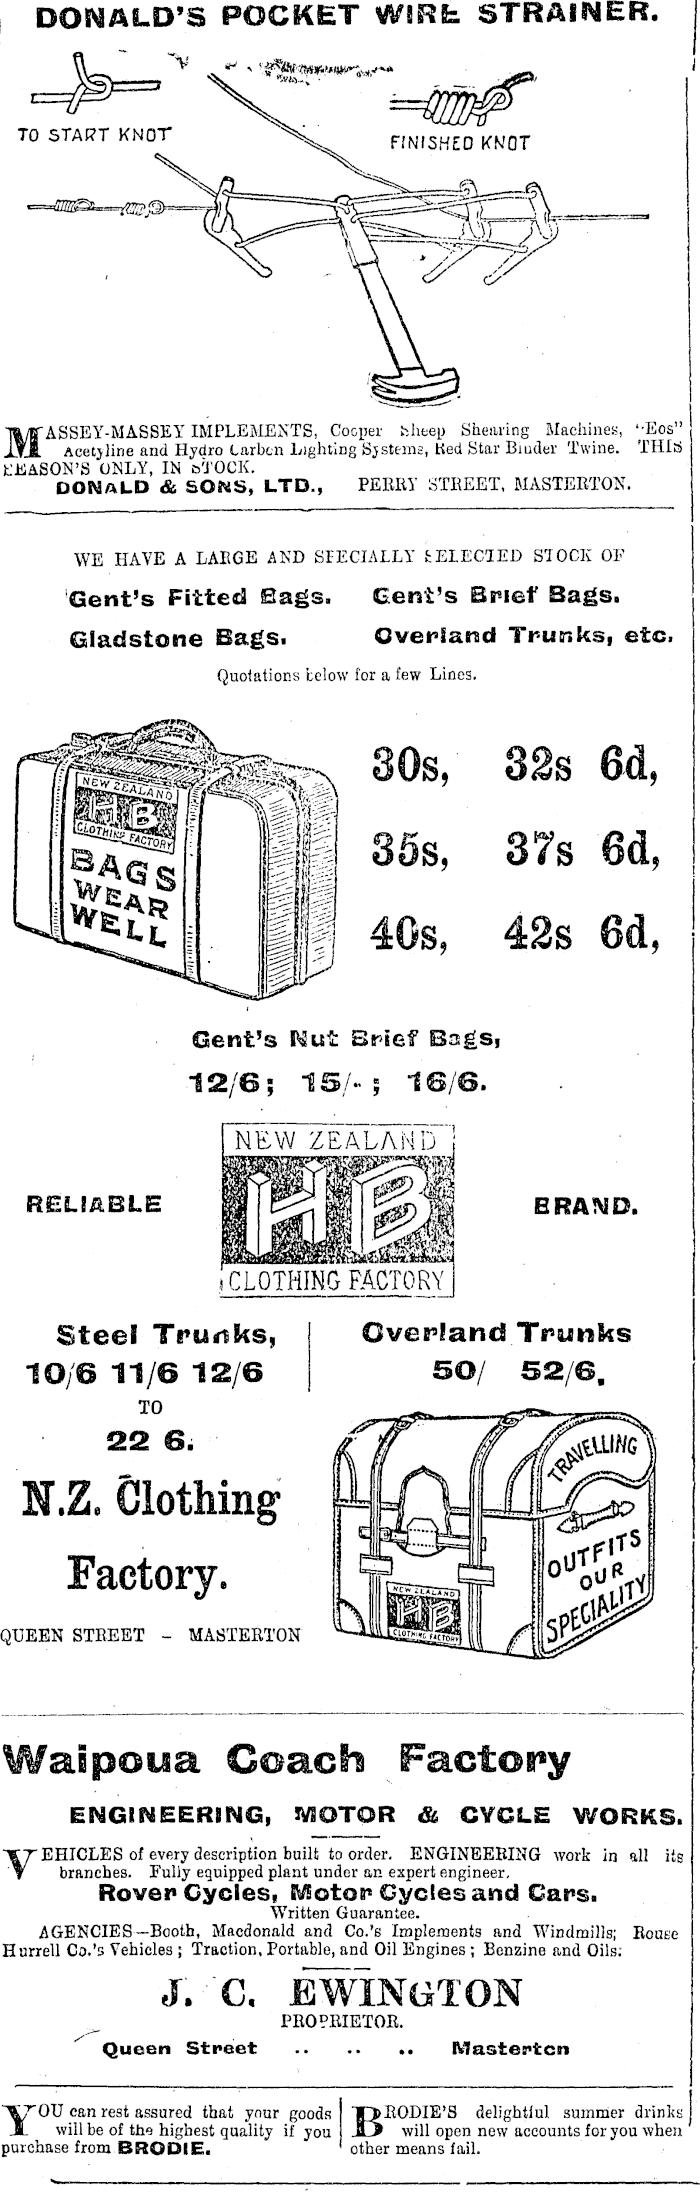 DONALD'S POCKET WIRE STRAINER.
TO START KNOT
FINISHED KNOT
MASSEY-MASSEY IMPLEMENTS, Cooper Sheep Shearing Machines, "Eos"
Acetyline and Hydro Carbon Lighting Systems, Red Star Binder Twine. THIS
SEASON'S ONLY, IN STOCK.
DONALD & SONS, LTD., PERRY STREET, MASTERTON.
WE HAVE A LARGE AND SPECIALLY SELECTED STOCK OF
Gent's Fitted Bags. Gent's Brief Bags.
Gladstone Bags. Overland Trunks, etc.
Quotations below for a few Lines.
NEW ZEALAND
HB
CLOTHING FACTORY
BAGS
WEAR
WELL
30s, 32s 6d,
35s, 37s 6d,
40s, 42s 6d,
Gent's Nut Brief Bags,
12/6; 15/-; 16/6.
NEW ZEALAND
RELIABLE HB BRAND.
CLOTHING FACTORY
Steel Trunks,
10/6 11/6 12/6
TO
22 6.
Overland Trunks
50/ 52/6.
N.Z. Clothing
Factory.
QUEEN STREET - MASTERTON
TRAVELLING
OUTFITS
OUR
SPECIALITY
NEW ZEALAND
HB
CLOTHING FACTORY
Waipoua Coach Factory
ENGINEERING, MOTOR & CYCLE WORKS.
VEHICLES of every description built to order. ENGINEERING work in all its
branches. Fully equipped plant under an expert engineer.
Rover Cycles, Motor Cycles and Cars.
Written Guarantee.
AGENCIES—Booth, Macdonald and Co.'s Implements and Windmills; Rouse
Hurrell Co.'s Vehicles; Traction, Portable, and Oil Engines; Benzine and Oils.
J. C. EWINGTON
PROPRIETOR.
Queen Street .. .. .. Masterton
YOU can rest assured that your goods
will be of the highest quality if you
purchase from BRODIE.
BRODIE'S delightful summer drinks
will open new accounts for you when
other means fail.